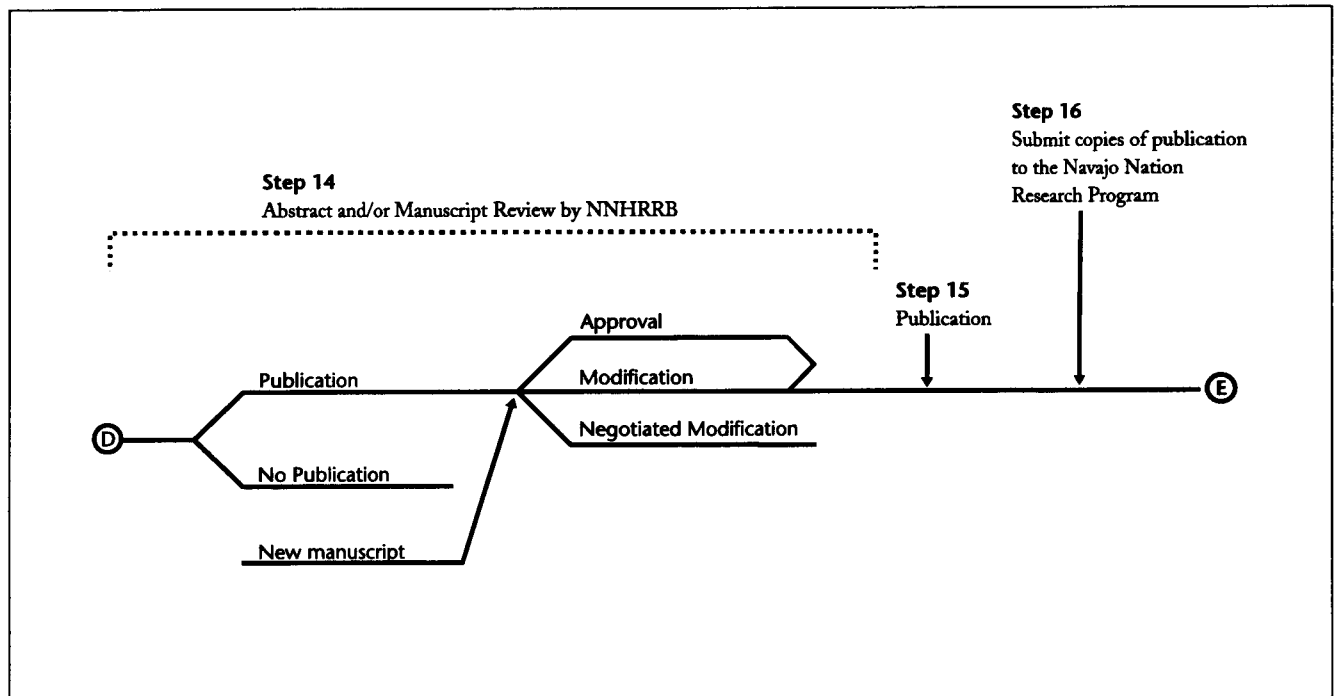 Step 16
Submit copies of publication
to the Navajo Nation
Research Program
Step 14
Abstract and/or Manuscript Review by NNHRRB
Step 15
Publication
Approval
Publication
Modification
E
D
Negotiated Modification
No Publication
New manuscript